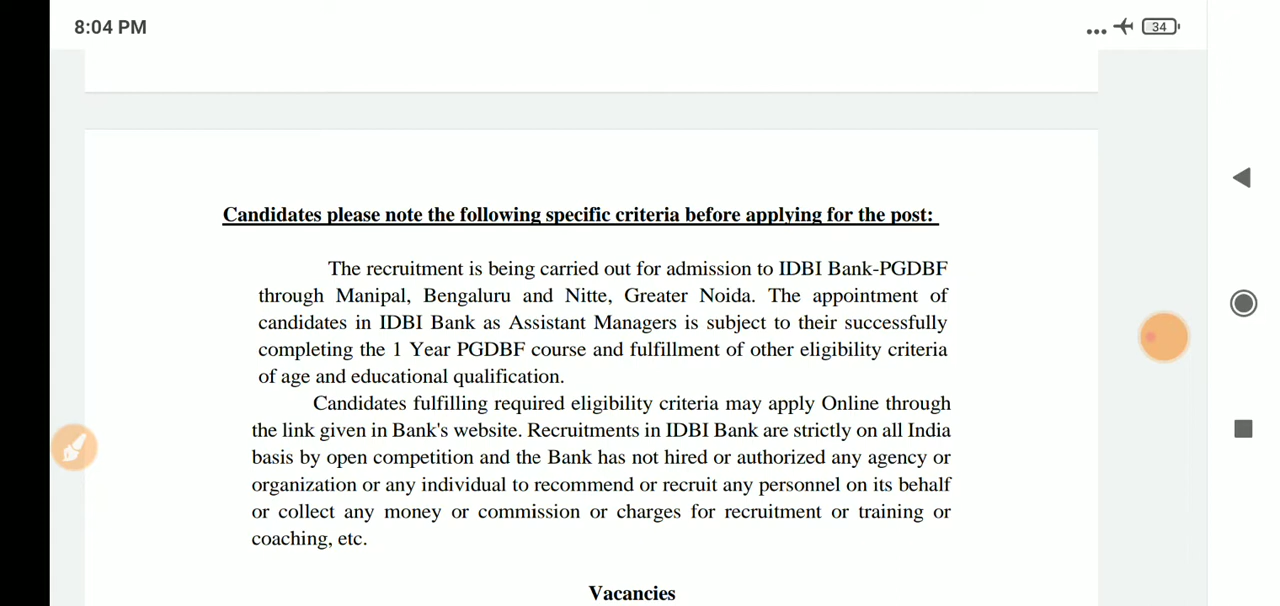 8:04 PM
34
Candidates please note the following specific criteria before applying for the post:
The recruitment is being carried out for admission to IDBI Bank-PGDBF
through Manipal, Bengaluru and Nitte, Greater Noida. The appointment of
candidates in IDBI Bank as Assistant Managers is subject to their successfully
completing the 1 Year PGDBF course and fulfillment of other eligibility criteria
of age and educational qualification.
Candidates fulfilling required eligibility criteria may apply Online through
the link given in Bank's website. Recruitments in IDBI Bank are strictly on all India
basis by open competition and the Bank has not hired or authorized any agency or
organization or any individual to recommend or recruit any personnel on its behalf
or collect any money or commission or charges for recruitment or training or
coaching, etc.
Vacancies